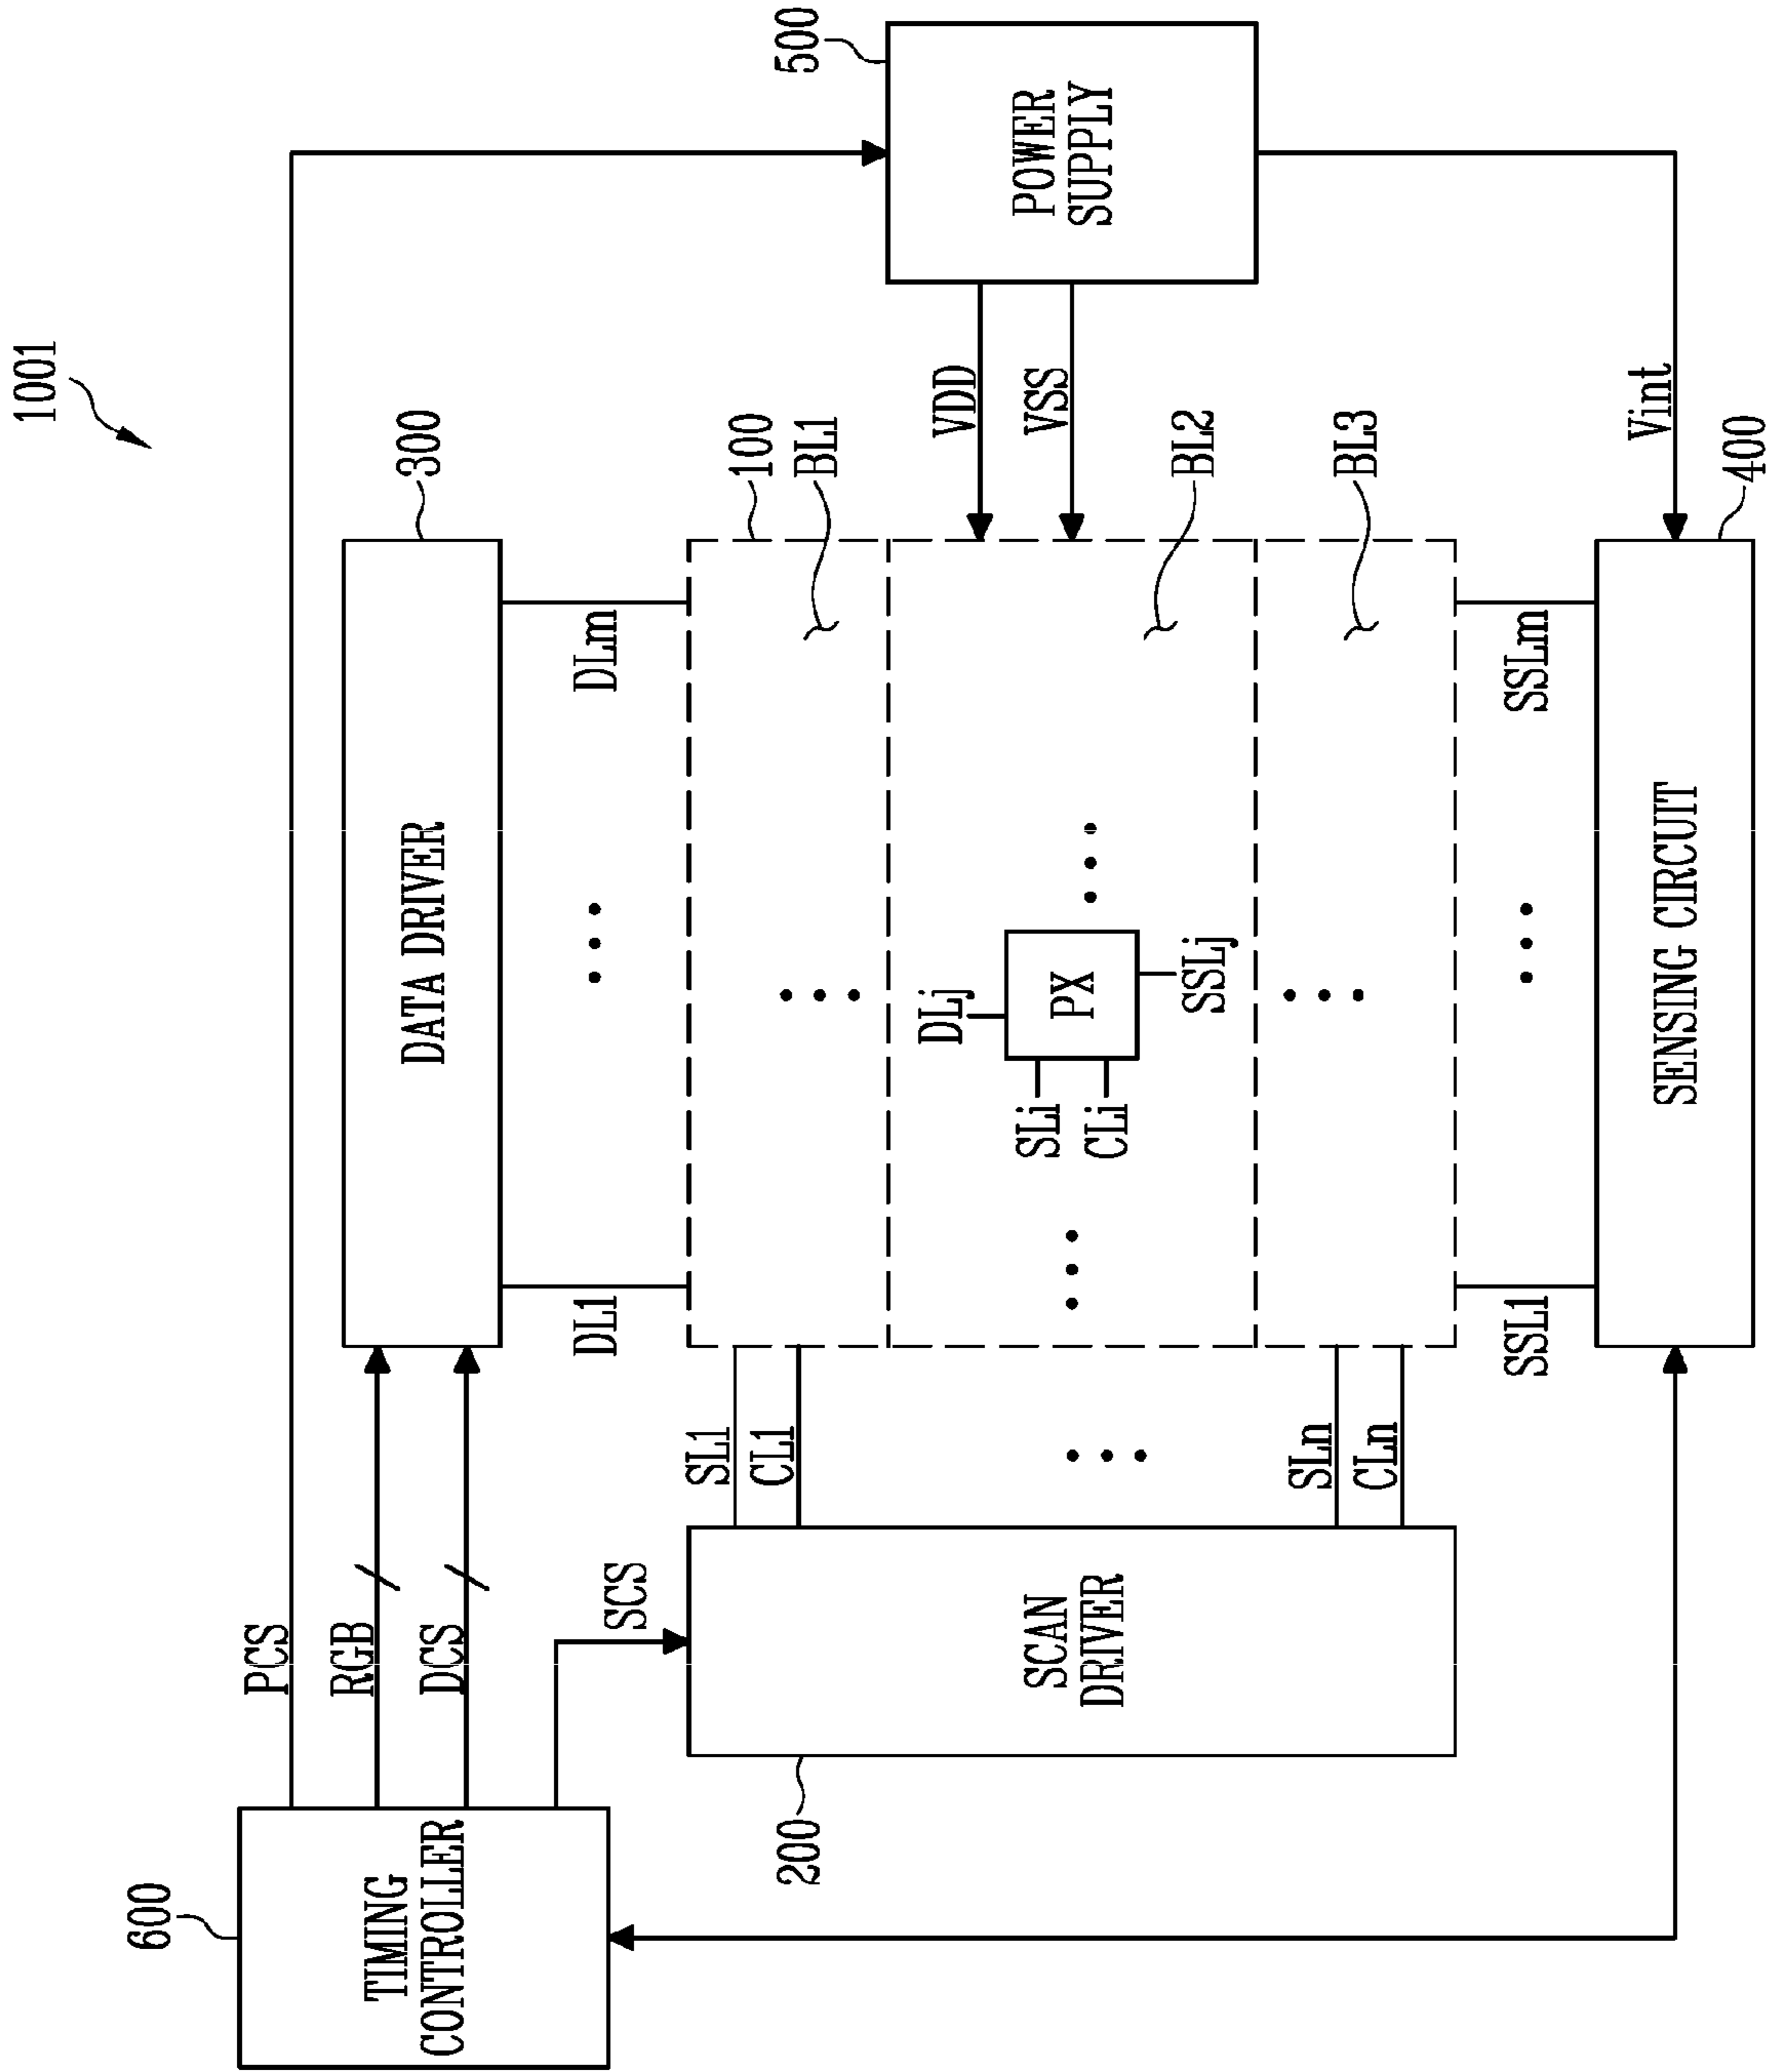 1001
600
TIMING
CONTROLLER
PCS
RGB
DCS
SCS
300
DATA DRIVER
500
POWER
SUPPLY
DL1
DLm
100
BL1
VDD
VSS
BL2
BL3
200
SCAN
DRIVER
SL1
CL1
SLn
CLn
DLj
SLi
CLi
PX
SSLj
SSL1
SSLm
Vint
400
SENSING CIRCUIT